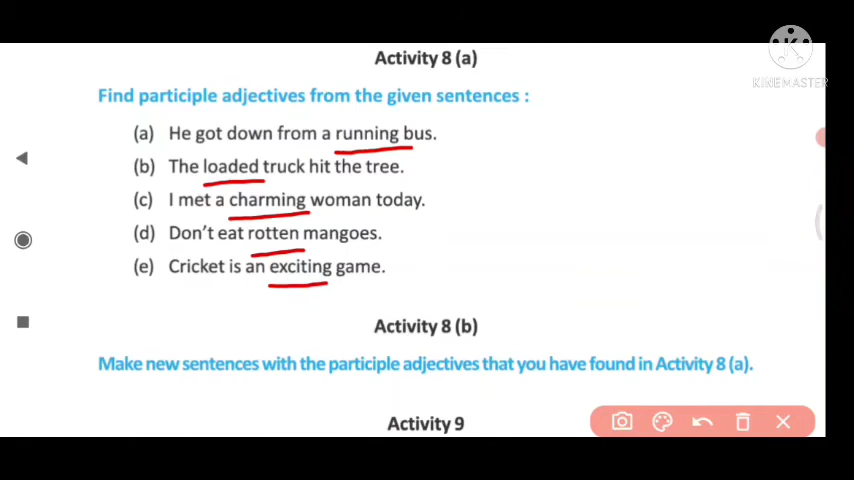 Activity 8 (a)
KINEMASTER
Find participle adjectives from the given sentences :
(a) He got down from a running bus.
(b) The loaded truck hit the tree.
(c) I met a charming woman today.
(d) Don't eat rotten mangoes.
(e) Cricket is an exciting game.
Activity 8 (b)
Make new sentences with the participle adjectives that you have found in Activity 8 (a).
Activity 9